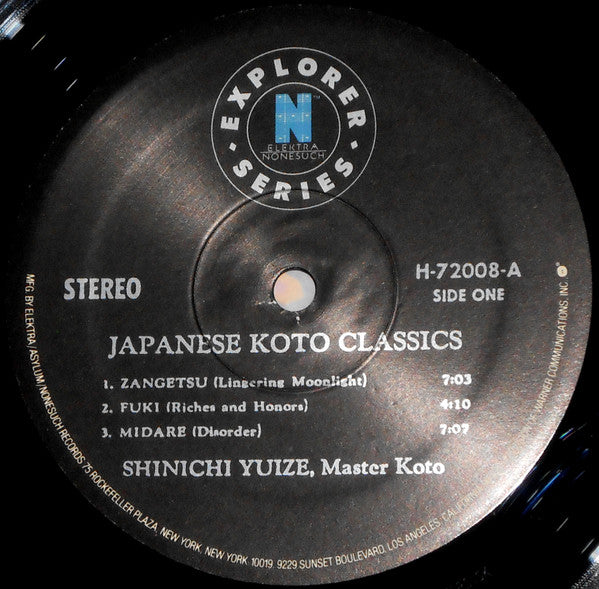 EXPLORER
N™
ELEKTRA
NONESUCH
SERIES
STEREO
H-72008-A
SIDE ONE
JAPANESE KOTO CLASSICS
1. ZANGETSU (Lingering Moonlight) 7:03
2. FUKI (Riches and Honors) 4:10
3. MIDARE (Disorder) 7:07
SHINICHI YUIZE, Master Koto
MFG. BY ELEKTRA/ASYLUM/NONESUCH RECORDS 75 ROCKEFELLER PLAZA, NEW YORK, NEW YORK 10019 9229 SUNSET BOULEVARD, LOS ANGELES, CALIFORNIA
WARNER COMMUNICATIONS, INC.